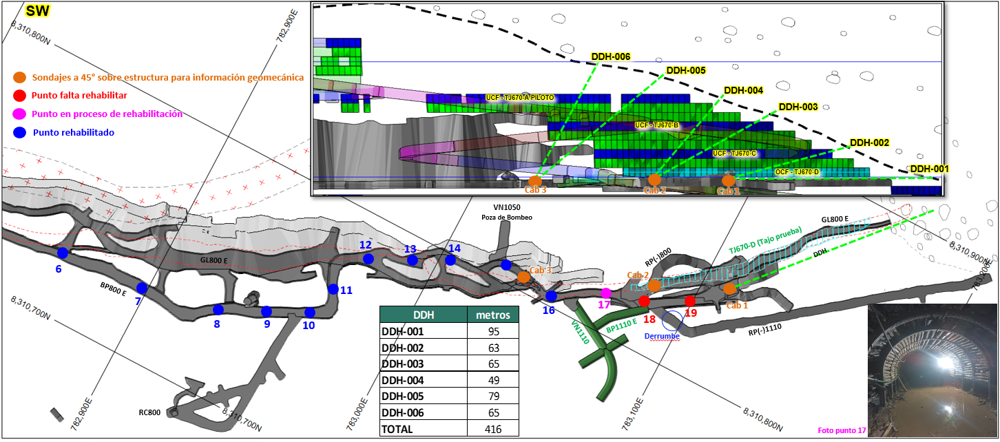 SW
8,310,800N
782,900E
Sondajes a 45° sobre estructura para información geomecánica
Punto falta rehabilitar
Punto en proceso de rehabilitación
Punto rehabilitado
DDH-006
DDH-005
DDH-004
DDH-003
DDH-002
DDH-001
UCF - TJ670-A PILOTO
UCF - TJ670-B
UCF - TJ670-C
OCF - TJ670-D
Cab 3
Cab 2
Cab 1
VN1050
Poza de Bombeo
GL800 E
TJ670-D (Tajo prueba)
DDH
8,310,900N
783,200E
RP(-)800
12
13
14
6
GL800 E
Cab 3
Cab 2
BP800 E
7
11
16
17
18
19
Cab 1
8
9
10
8,310,700N
VN1110
BP1110 E
Derrumbe
RP(-)1110
DDH metros
DDH-001 95
DDH-002 63
DDH-003 65
DDH-004 49
DDH-005 79
DDH-006 65
TOTAL 416
RC800
782,900E
8,310,700N
783,000E
783,100E
8,310,800N
Foto punto 17